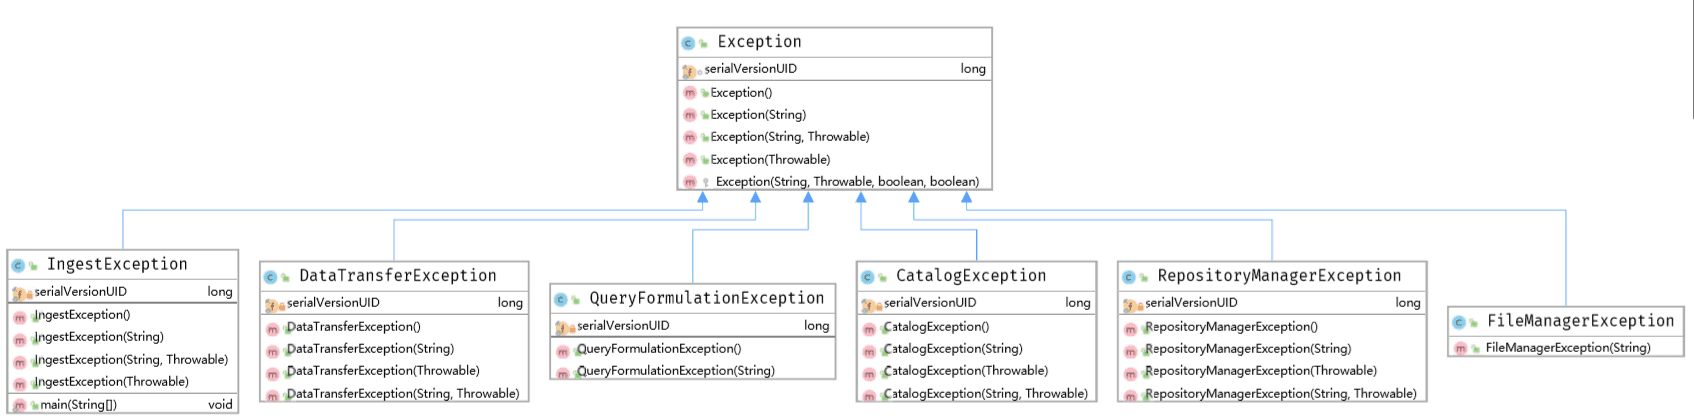 Exception
serialVersionUID long
Exception()
Exception(String)
Exception(String, Throwable)
Exception(Throwable)
Exception(String, Throwable, boolean, boolean)
IngestException
serialVersionUID long
IngestException()
IngestException(String)
IngestException(String, Throwable)
IngestException(Throwable)
main(String[]) void
DataTransferException
serialVersionUID long
DataTransferException()
DataTransferException(String)
DataTransferException(Throwable)
DataTransferException(String, Throwable)
QueryFormulationException
serialVersionUID long
QueryFormulationException()
QueryFormulationException(String)
CatalogException
serialVersionUID long
CatalogException()
CatalogException(String)
CatalogException(Throwable)
CatalogException(String, Throwable)
RepositoryManagerException
serialVersionUID long
RepositoryManagerException()
RepositoryManagerException(String)
RepositoryManagerException(Throwable)
RepositoryManagerException(String, Throwable)
FileManagerException
FileManagerException(String)